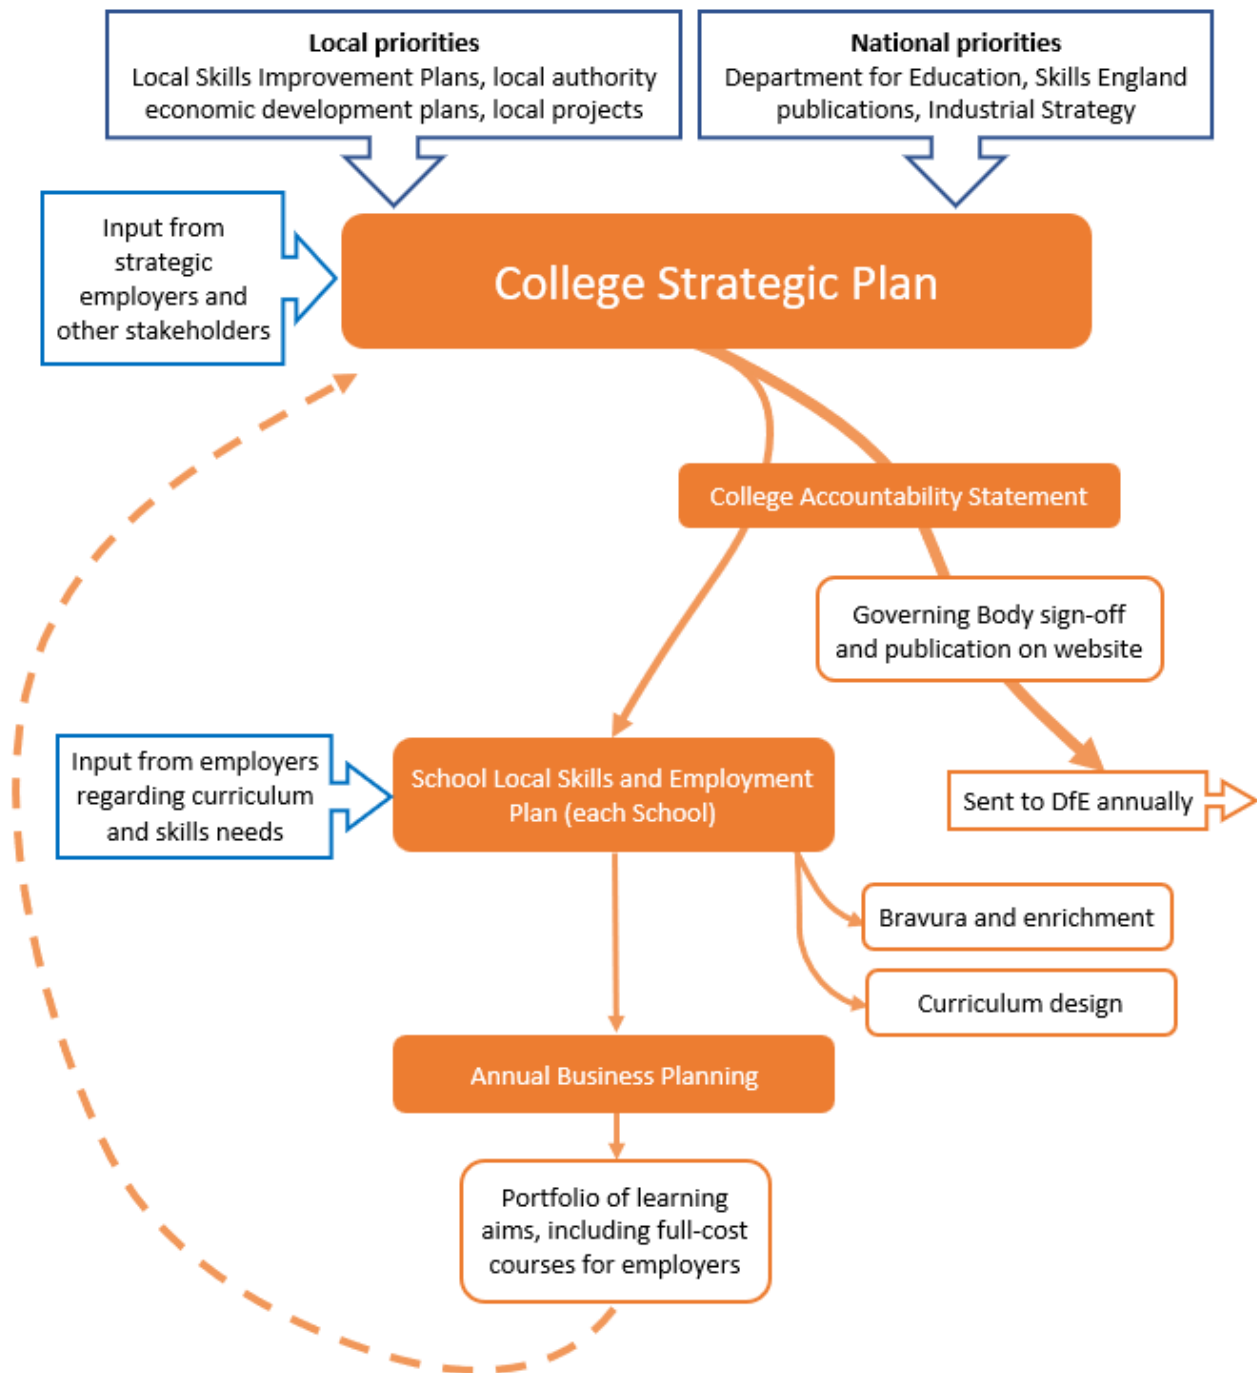 Local priorities
Local Skills Improvement Plans, local authority
economic development plans, local projects
National priorities
Department for Education, Skills England
publications, Industrial Strategy
Input from
strategic
employers and
other stakeholders
College Strategic Plan
College Accountability Statement
Governing Body sign-off
and publication on website
Input from employers
regarding curriculum
and skills needs
School Local Skills and Employment
Plan (each School)
Sent to DfE annually
Bravura and enrichment
Curriculum design
Annual Business Planning
Portfolio of learning
aims, including full-cost
courses for employers